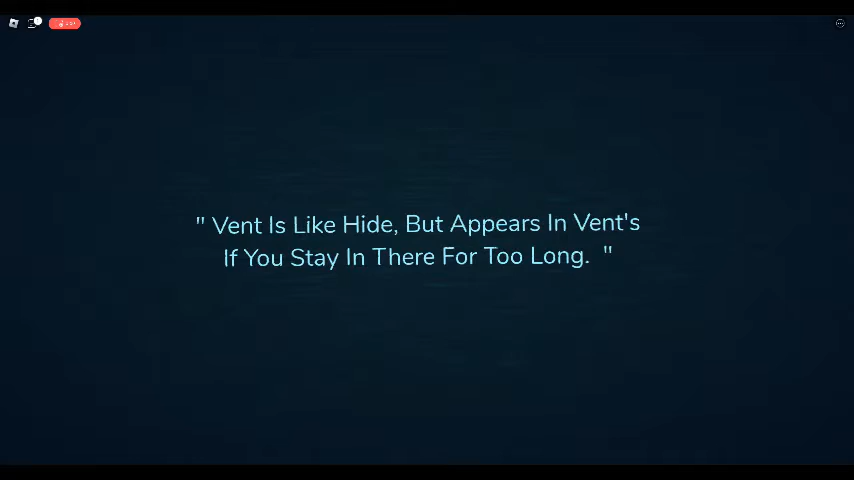 " Vent Is Like Hide, But Appears In Vent's
If You Stay In There For Too Long.  "